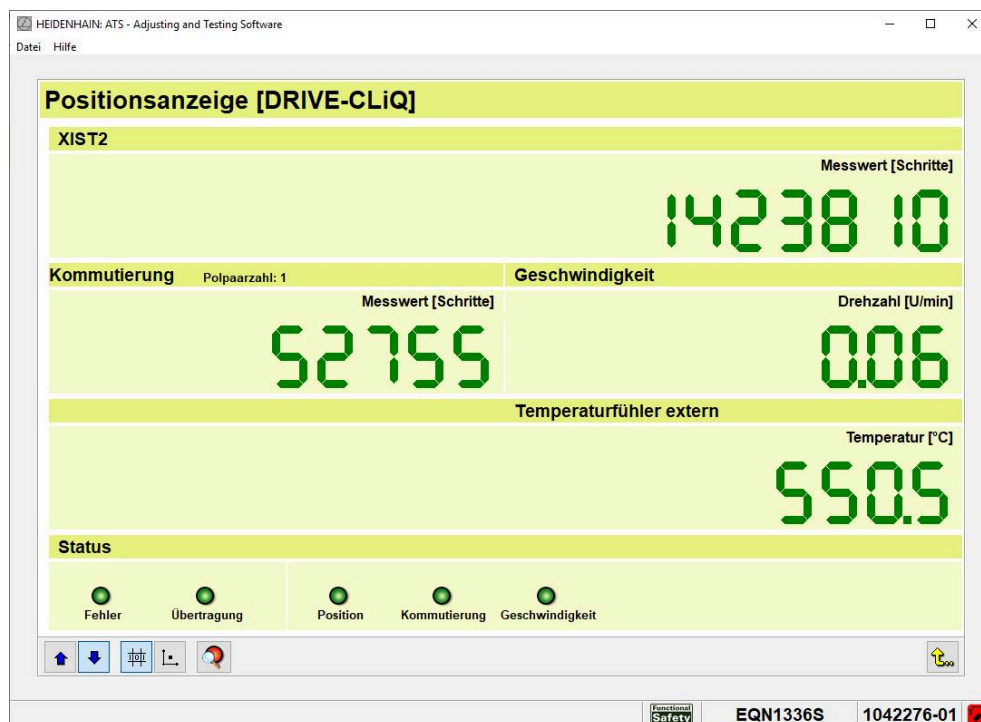 HEIDENHAIN: ATS - Adjusting and Testing Software
Datei Hilfe
Positionsanzeige [DRIVE-CLiQ]
XIST2
Messwert [Schritte]
1423810
Kommutierung Polpaarzahl: 1 Geschwindigkeit
Messwert [Schritte] Drehzahl [U/min]
52755 0.06
Temperaturfühler extern
Temperatur [°C]
550.5
Status
Fehler Übertragung Position Kommutierung Geschwindigkeit
Functional Safety EQN1336S 1042276-01